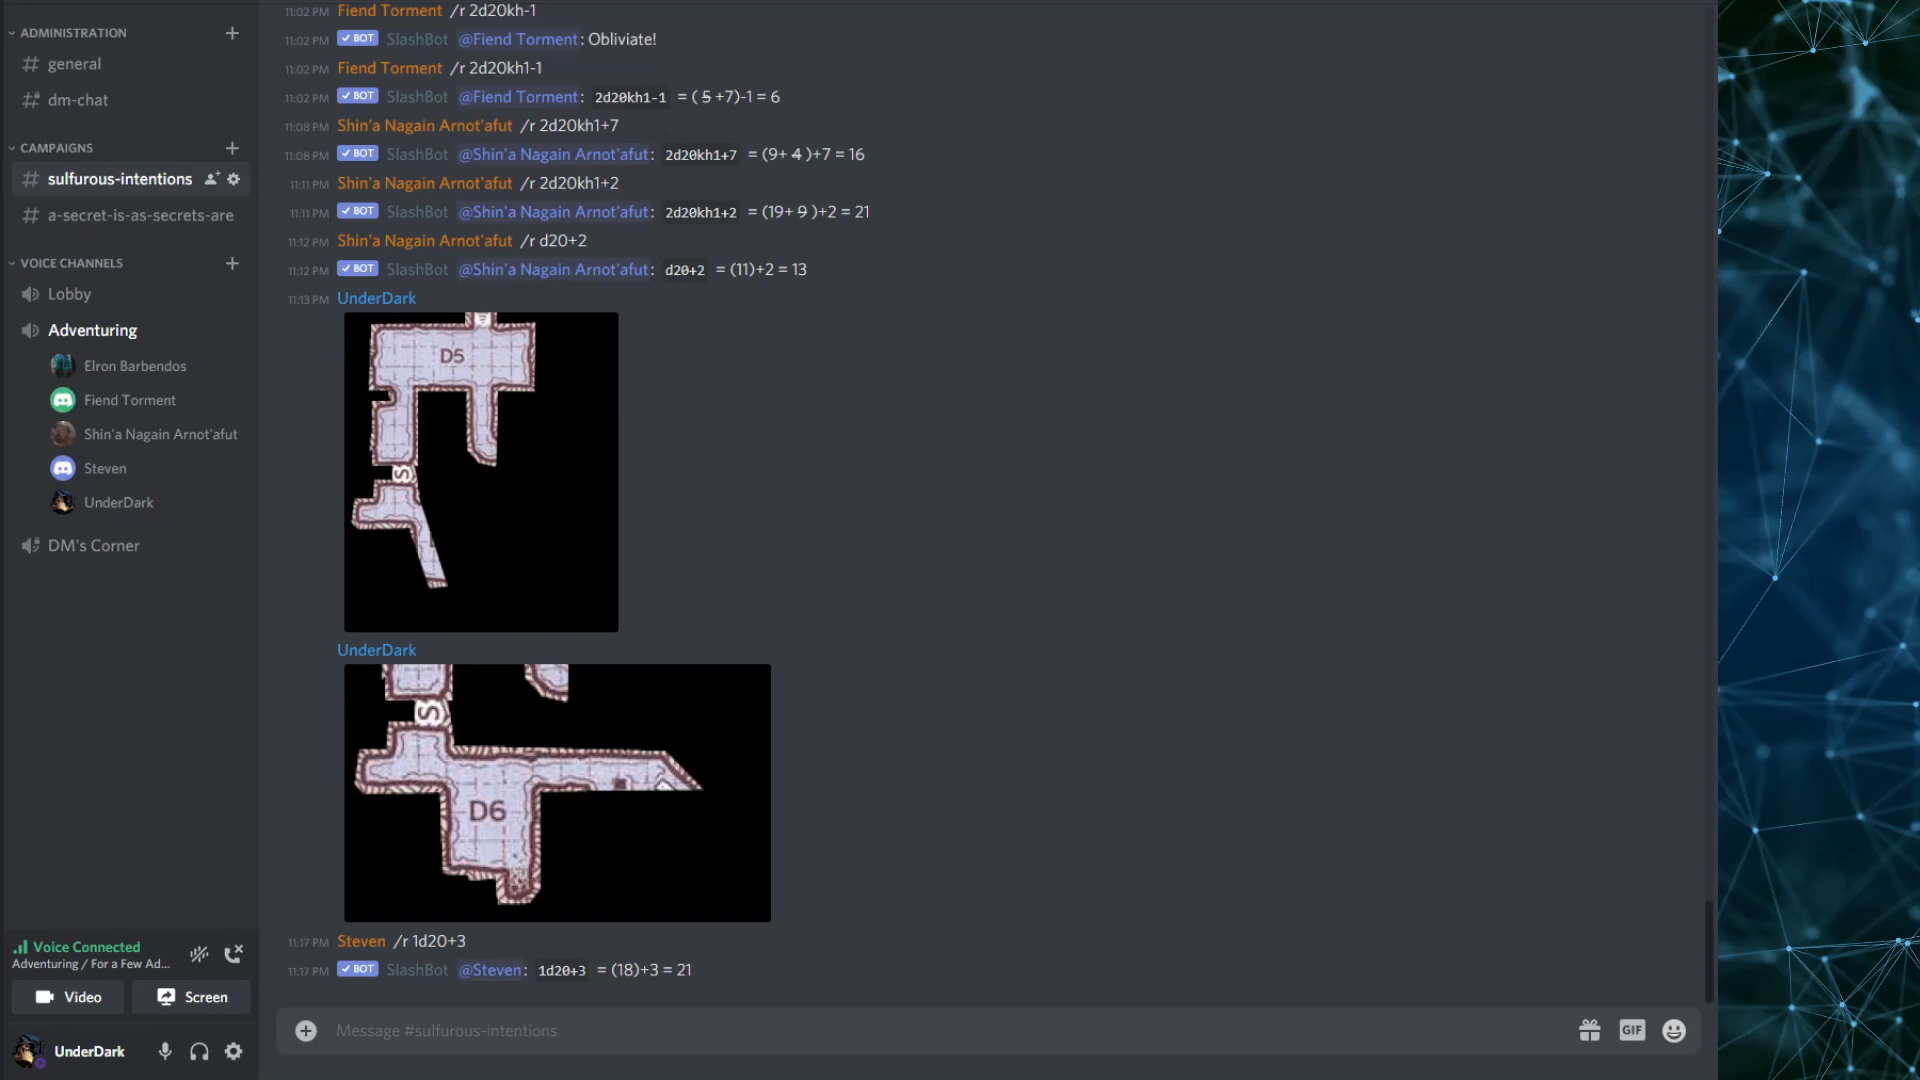 ADMINISTRATION
general
dm-chat
CAMPAIGNS
sulfurous-intentions
a-secret-is-as-secrets-are
VOICE CHANNELS
Lobby
Adventuring
Elron Barbendos
Fiend Torment
Shin'a Nagain Arnot'afut
Steven
UnderDark
DM's Corner
Voice Connected
Adventuring / For a Few Ad...
Video
Screen
UnderDark
11:02 PM Fiend Torment /r 2d20kh-1
11:02 PM BOT SlashBot @Fiend Torment: Obliviate!
11:02 PM Fiend Torment /r 2d20kh1-1
11:02 PM BOT SlashBot @Fiend Torment: 2d20kh1-1 = ( 5 +7)-1 = 6
11:08 PM Shin'a Nagain Arnot'afut /r 2d20kh1+7
11:08 PM BOT SlashBot @Shin'a Nagain Arnot'afut: 2d20kh1+7 = (9+ 4 )+7 = 16
11:11 PM Shin'a Nagain Arnot'afut /r 2d20kh1+2
11:11 PM BOT SlashBot @Shin'a Nagain Arnot'afut: 2d20kh1+2 = (19+ 9 )+2 = 21
11:12 PM Shin'a Nagain Arnot'afut /r d20+2
11:12 PM BOT SlashBot @Shin'a Nagain Arnot'afut: d20+2 = (11)+2 = 13
11:13 PM UnderDark
D5
S
UnderDark
S
D6
11:17 PM Steven /r 1d20+3
11:17 PM BOT SlashBot @Steven: 1d20+3 = (18)+3 = 21
Message #sulfurous-intentions
GIF